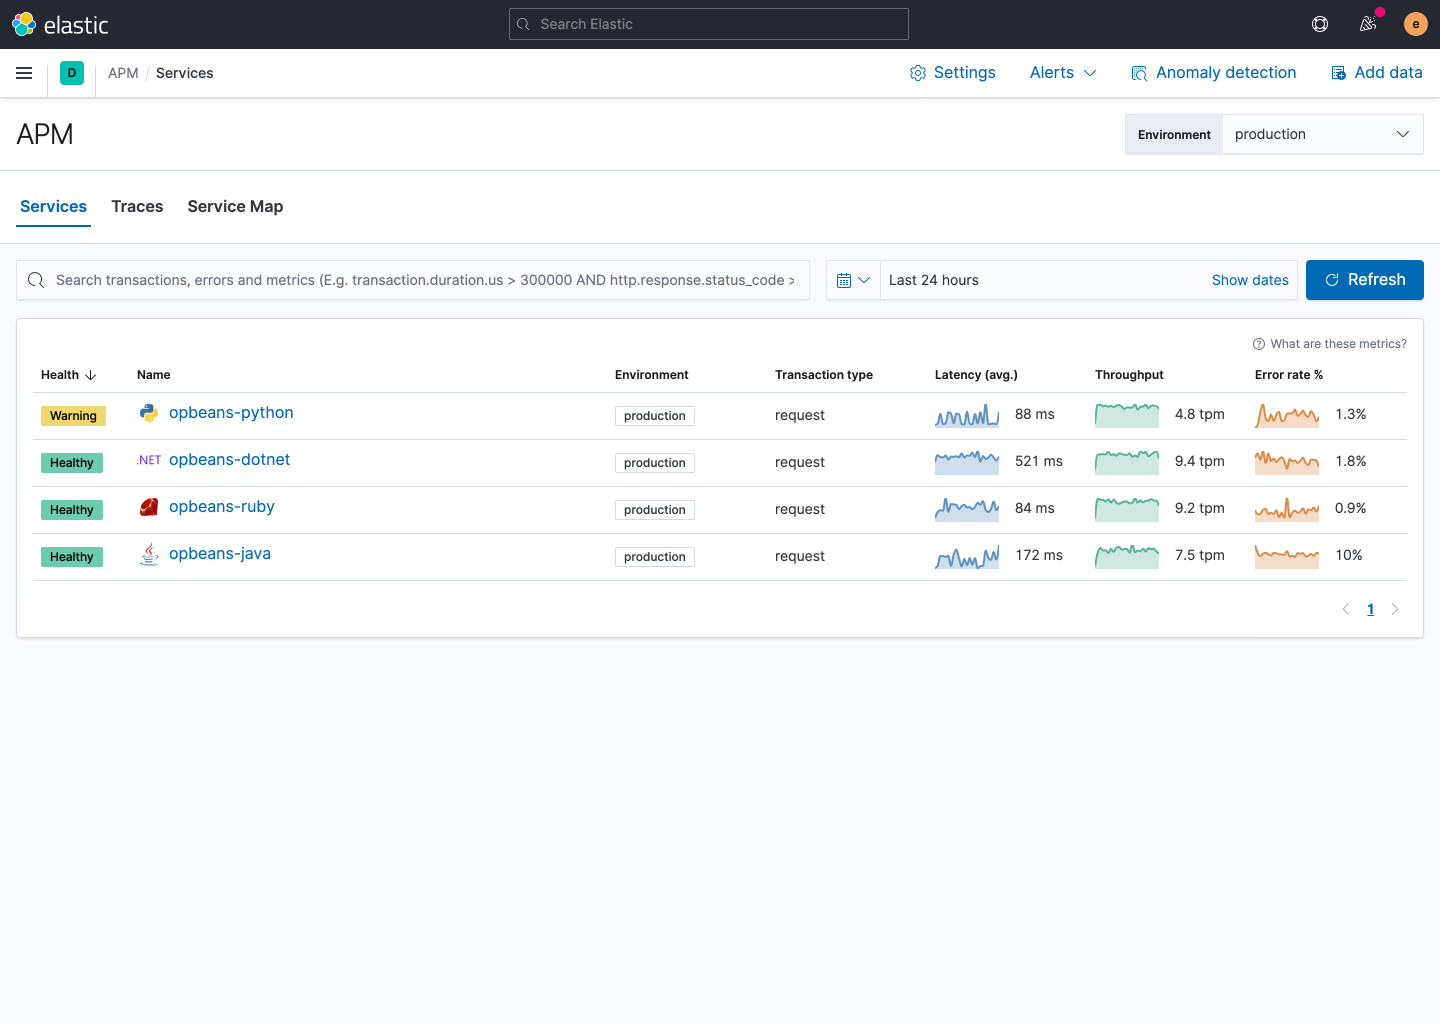 elastic
Search Elastic
e
D
APM / Services
Settings
Alerts
Anomaly detection
Add data
APM
Environment production
Services
Traces
Service Map
Search transactions, errors and metrics (E.g. transaction.duration.us > 300000 AND http.response.status_code >
Last 24 hours
Show dates
Refresh
What are these metrics?
Health Name Environment Transaction type Latency (avg.) Throughput Error rate %
Warning opbeans-python production request 88 ms 4.8 tpm 1.3%
Healthy .NET opbeans-dotnet production request 521 ms 9.4 tpm 1.8%
Healthy opbeans-ruby production request 84 ms 9.2 tpm 0.9%
Healthy opbeans-java production request 172 ms 7.5 tpm 10%
1